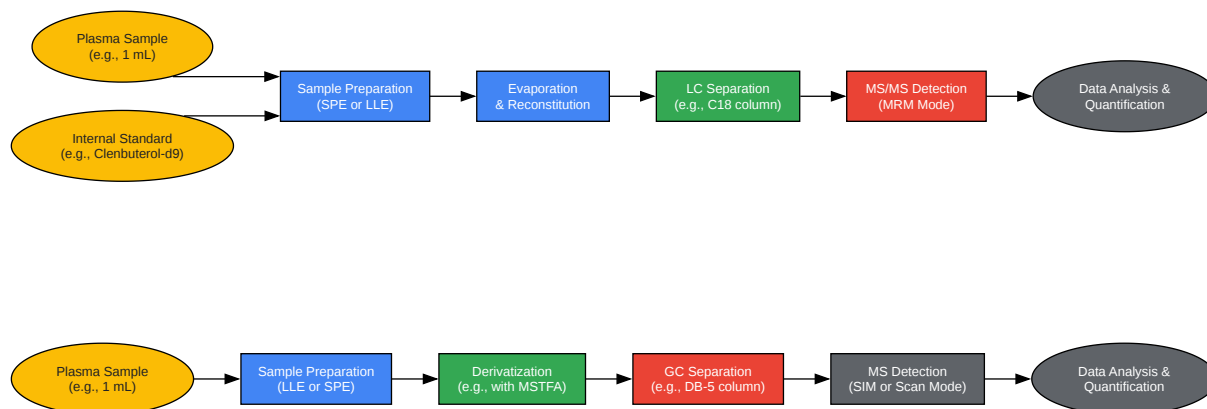 Plasma Sample
(e.g., 1 mL)
Internal Standard
(e.g., Clenbuterol-d9)
Sample Preparation
(SPE or LLE)
Evaporation
& Reconstitution
LC Separation
(e.g., C18 column)
MS/MS Detection
(MRM Mode)
Data Analysis &
Quantification
Plasma Sample
(e.g., 1 mL)
Sample Preparation
(LLE or SPE)
Derivatization
(e.g., with MSTFA)
GC Separation
(e.g., DB-5 column)
MS Detection
(SIM or Scan Mode)
Data Analysis &
Quantification